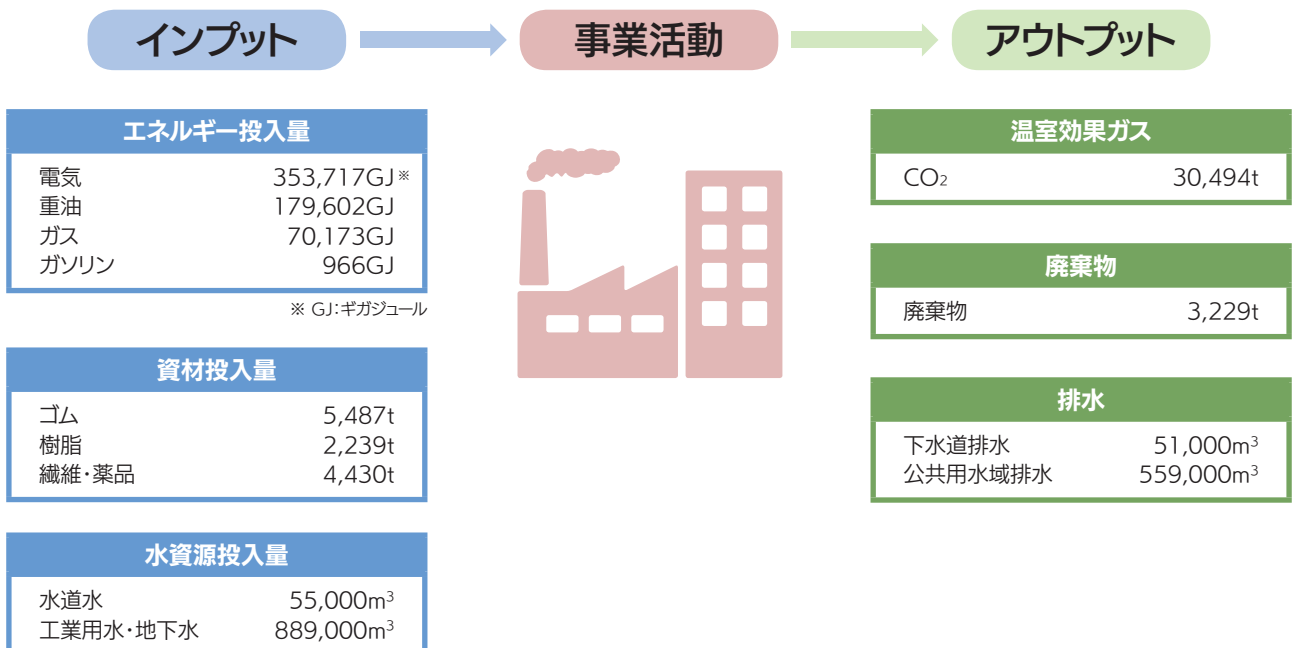 インプット
事業活動
アウトプット
エネルギー投入量
電気 353,717GJ※
重油 179,602GJ
ガス 70,173GJ
ガソリン 966GJ
※ GJ:ギガジュール
資材投入量
ゴム 5,487t
樹脂 2,239t
繊維・薬品 4,430t
水資源投入量
水道水 55,000m³
工業用水・地下水 889,000m³
温室効果ガス
CO₂ 30,494t
廃棄物
廃棄物 3,229t
排水
下水道排水 51,000m³
公共用水域排水 559,000m³